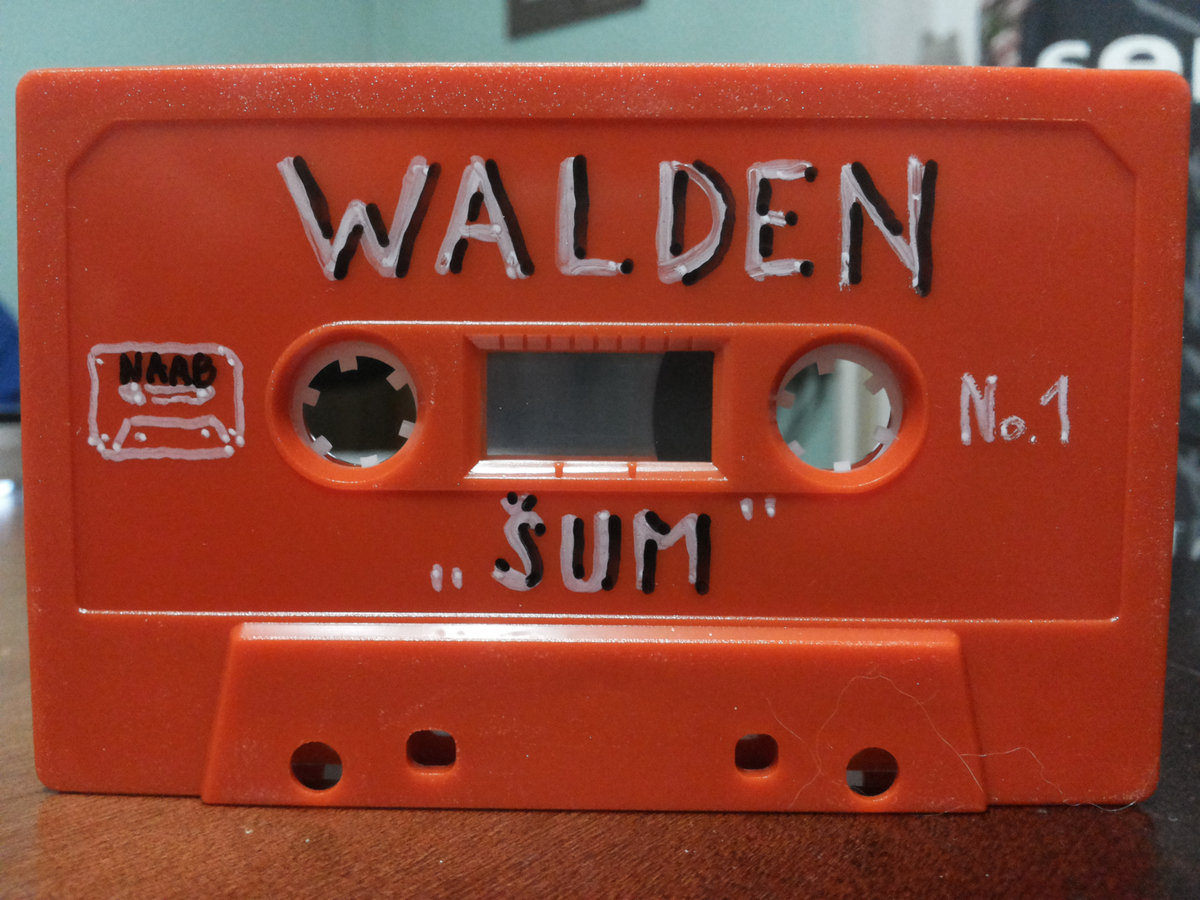 WALDEN
NAAB
No. 1
„ŠUM"